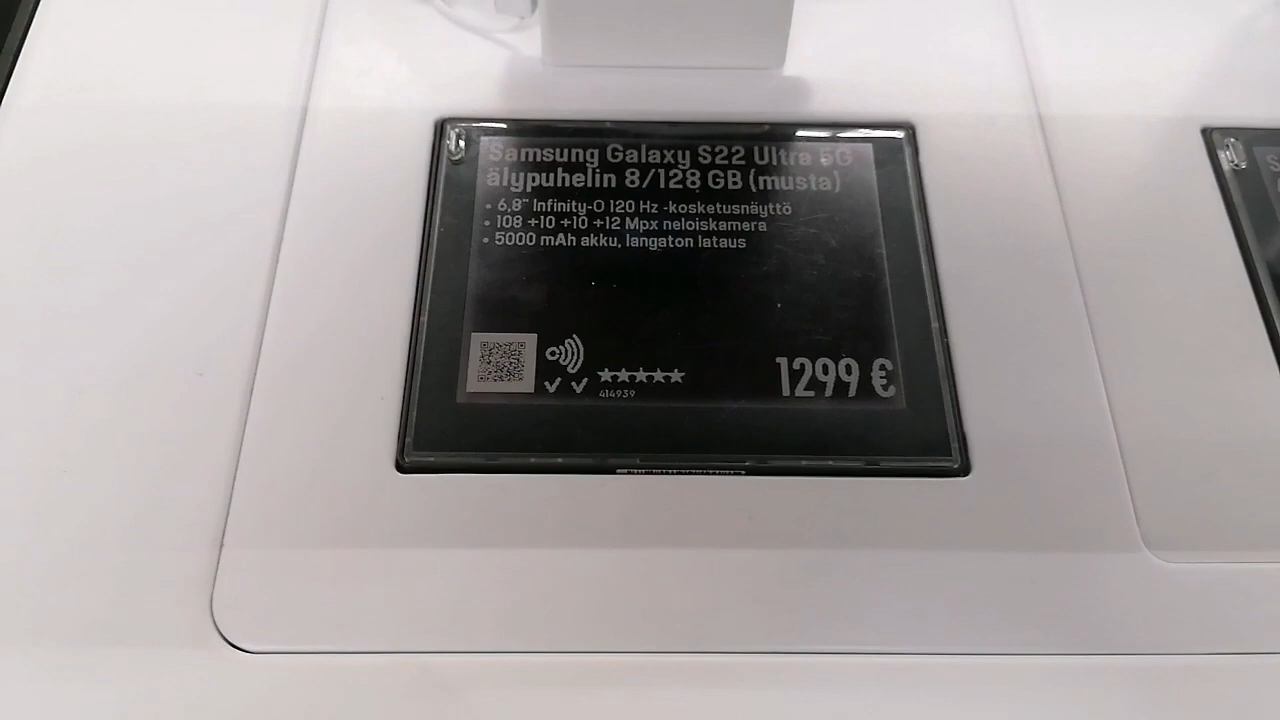 Samsung Galaxy S22 Ultra 5G
älypuhelin 8/128 GB (musta)
• 6,8" Infinity-O 120 Hz -kosketusnäyttö
• 108 +10 +10 +12 Mpx neloiskamera
• 5000 mAh akku, langaton lataus
1299 €
414939